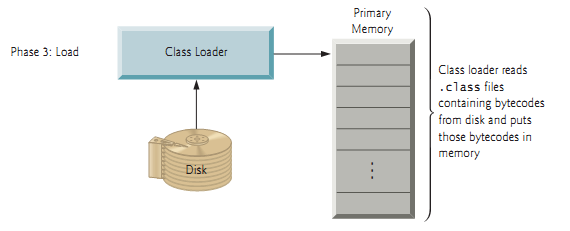 Phase 3: Load
Class Loader
Disk
Primary
Memory
Class loader reads
.class files
containing bytecodes
from disk and puts
those bytecodes in
memory